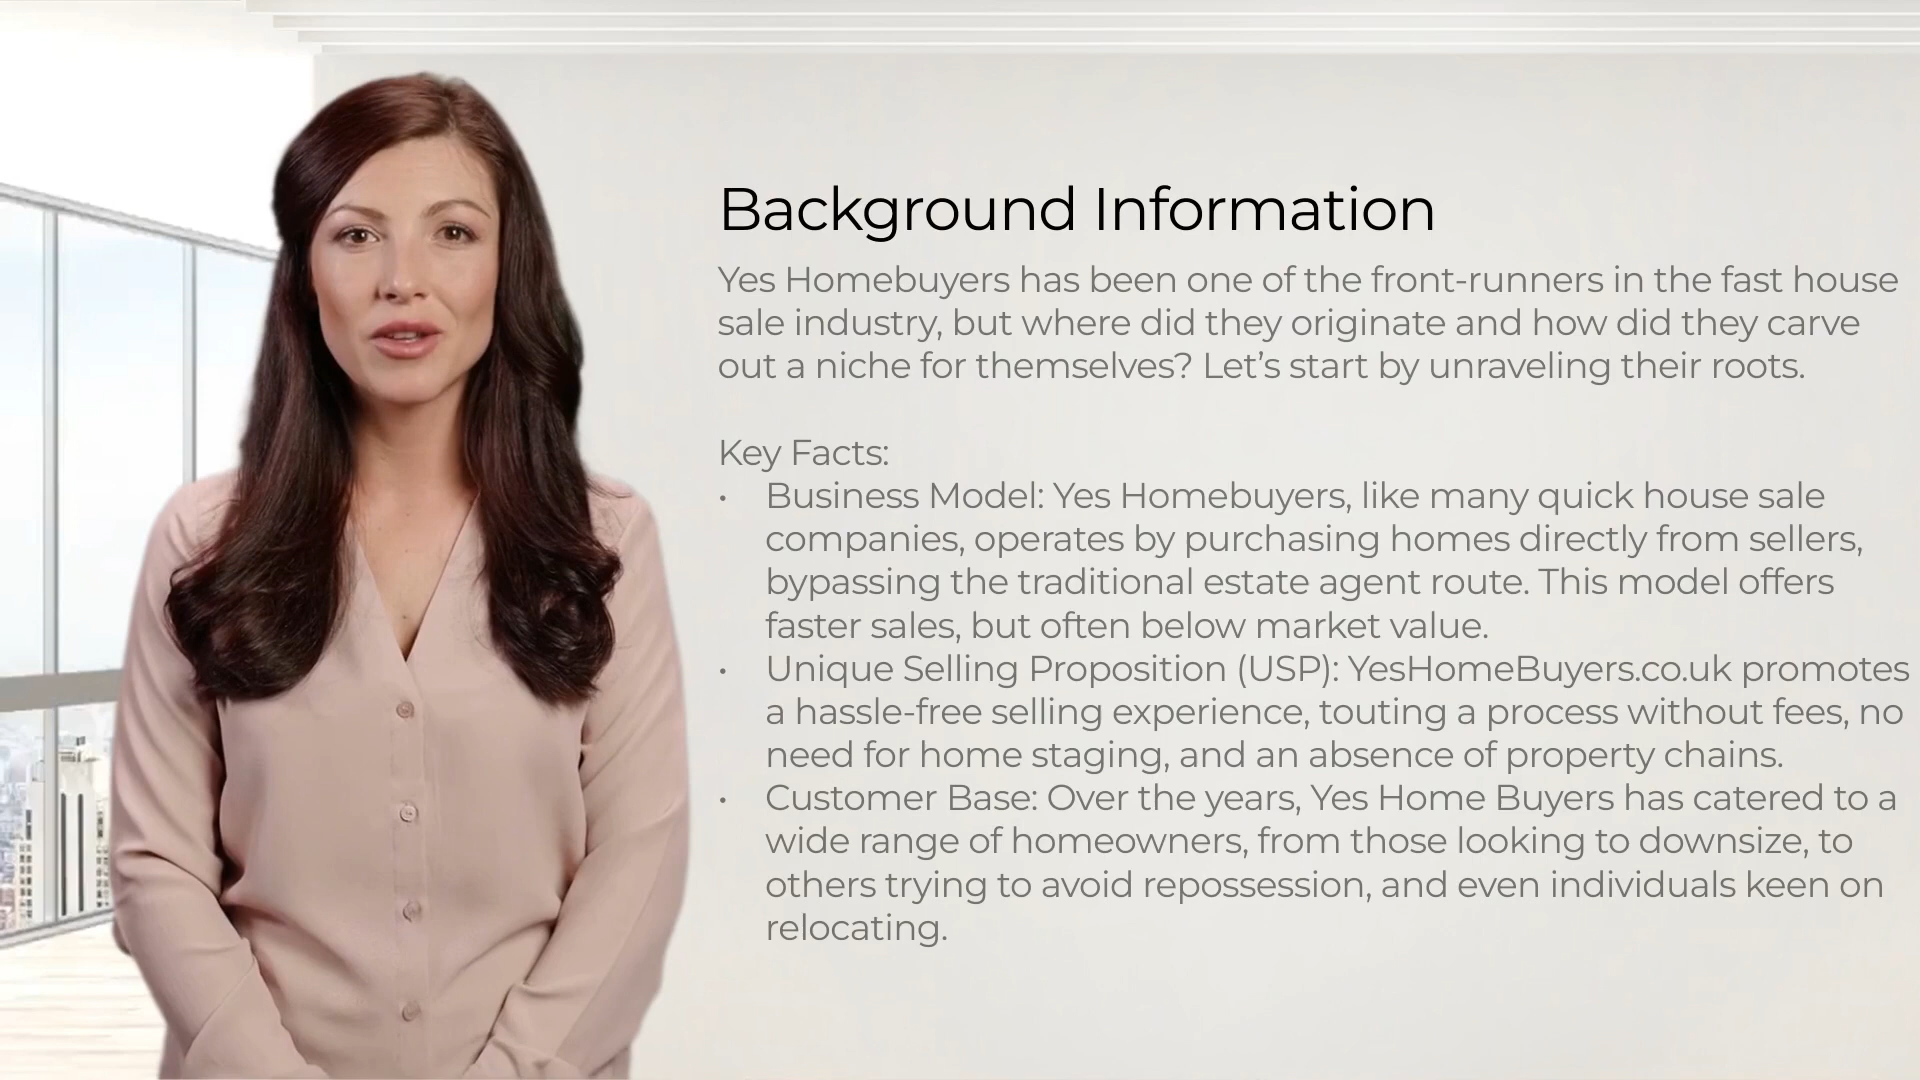 Background Information
Yes Homebuyers has been one of the front-runners in the fast house
sale industry, but where did they originate and how did they carve
out a niche for themselves? Let’s start by unraveling their roots.
Key Facts:
• Business Model: Yes Homebuyers, like many quick house sale
companies, operates by purchasing homes directly from sellers,
bypassing the traditional estate agent route. This model offers
faster sales, but often below market value.
• Unique Selling Proposition (USP): YesHomeBuyers.co.uk promotes
a hassle-free selling experience, touting a process without fees, no
need for home staging, and an absence of property chains.
• Customer Base: Over the years, Yes Home Buyers has catered to a
wide range of homeowners, from those looking to downsize, to
others trying to avoid repossession, and even individuals keen on
relocating.